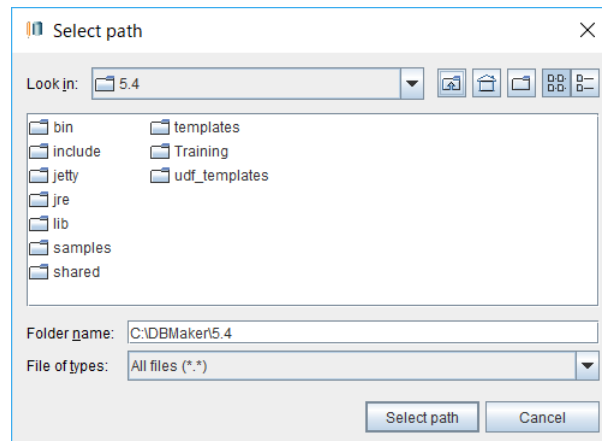 Select path
Look in: 5.4
bin
include
jetty
jre
lib
samples
shared
templates
Training
udf_templates
Folder name: C:\DBMaker\5.4
File of types: All files (*.*)
Select path Cancel